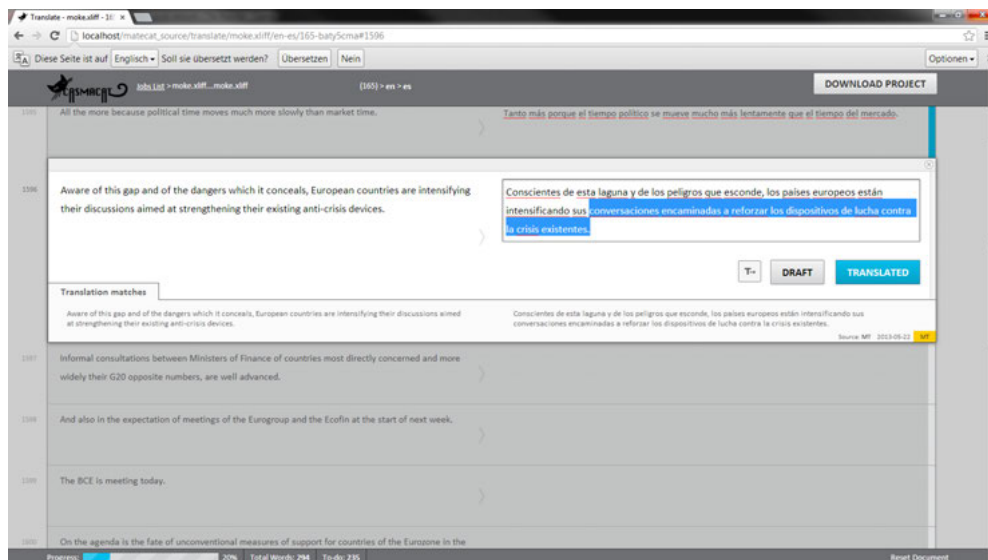 Translate - moke.xliff - 16
localhost/matecat_source/translate/moke.xliff/en-es/165-baty5cma#1596
Diese Seite ist auf Englisch Soll sie übersetzt werden? Übersetzen Nein Optionen
CASMACAT Jobs List > moke.xliff...moke.xliff (165) > en > es DOWNLOAD PROJECT
1595 All the more because political time moves much more slowly than market time. Tanto más porque el tiempo político se mueve mucho más lentamente que el tiempo del mercado.
1596 Aware of this gap and of the dangers which it conceals, European countries are intensifying
their discussions aimed at strengthening their existing anti-crisis devices.
Conscientes de esta laguna y de los peligros que esconde, los países europeos están
intensificando sus conversaciones encaminadas a reforzar los dispositivos de lucha contra
la crisis existentes.
T→ DRAFT TRANSLATED
Translation matches
Aware of this gap and of the dangers which it conceals, European countries are intensifying their discussions aimed
at strengthening their existing anti-crisis devices.
Conscientes de esta laguna y de los peligros que esconde, los países europeos están intensificando sus
conversaciones encaminadas a reforzar los dispositivos de lucha contra la crisis existentes.
Source: MT 2013-05-22 MT
1597 Informal consultations between Ministers of Finance of countries most directly concerned and more
widely their G20 opposite numbers, are well advanced.
1598 And also in the expectation of meetings of the Eurogroup and the Ecofin at the start of next week.
1599 The BCE is meeting today.
1600 On the agenda is the fate of unconventional measures of support for countries of the Eurozone in the
Progress: 20% Total Words: 294 To-do: 235 Reset Document